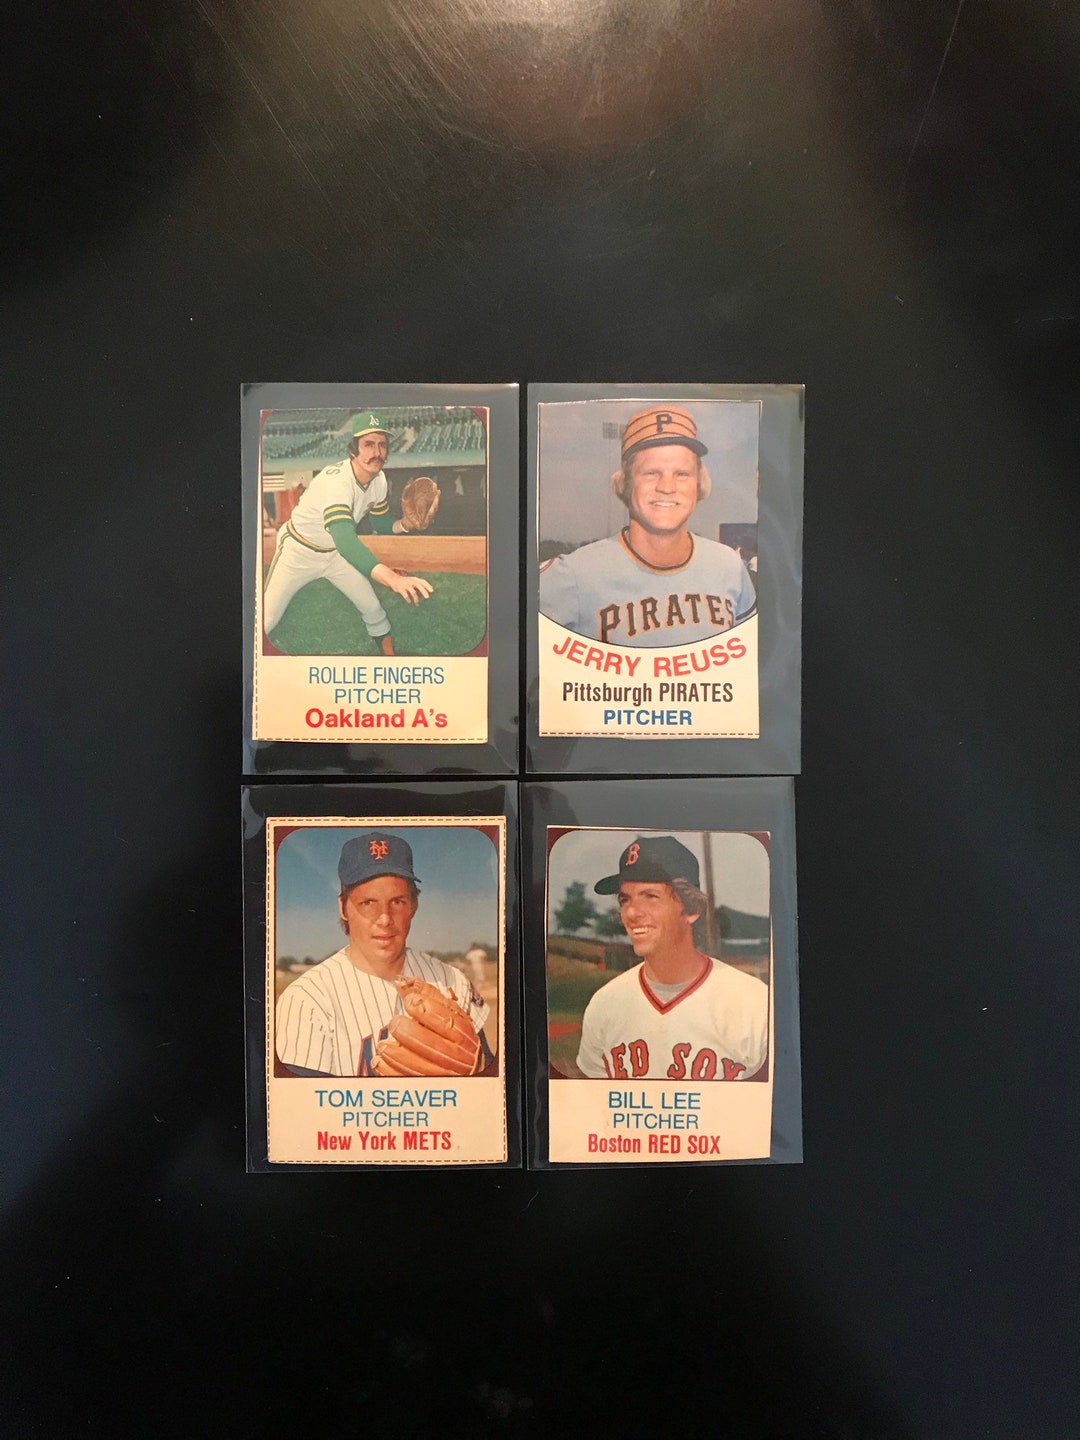 A's
ROLLIE FINGERS
PITCHER
Oakland A's
P
PIRATES
JERRY REUSS
Pittsburgh PIRATES
PITCHER
NY
TOM SEAVER
PITCHER
New York METS
B
RED SOX
BILL LEE
PITCHER
Boston RED SOX